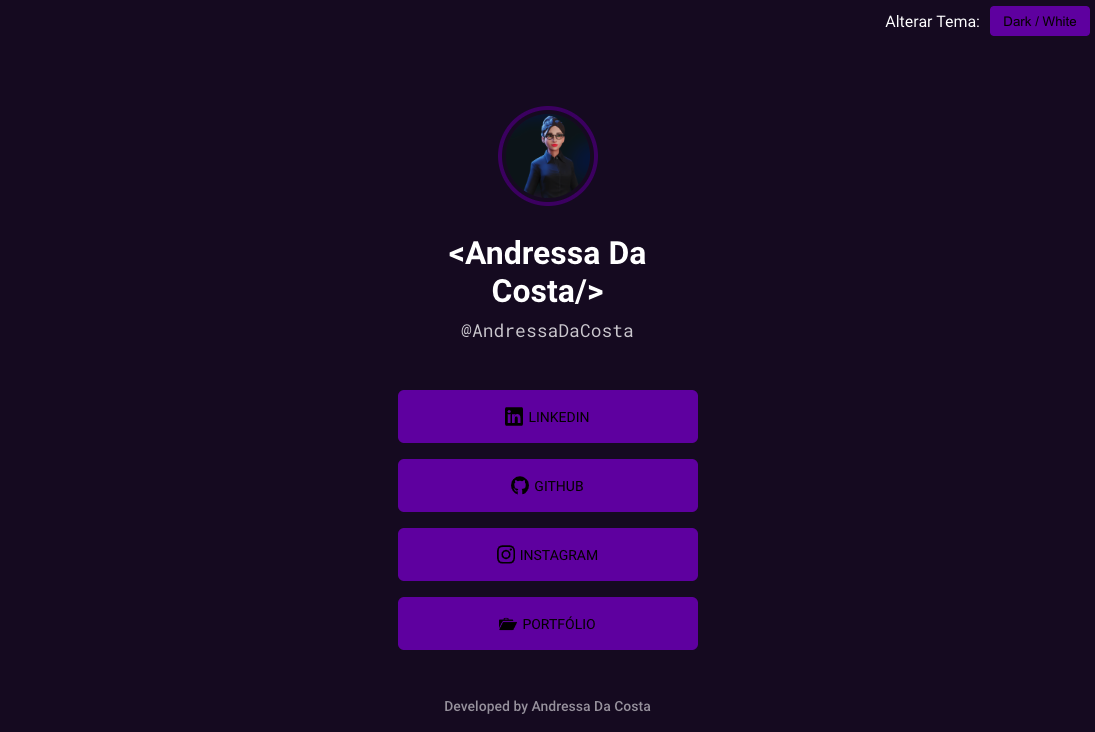 Alterar Tema: Dark / White
<Andressa Da
Costa/>
@AndressaDaCosta
LINKEDIN
GITHUB
INSTAGRAM
PORTFÓLIO
Developed by Andressa Da Costa